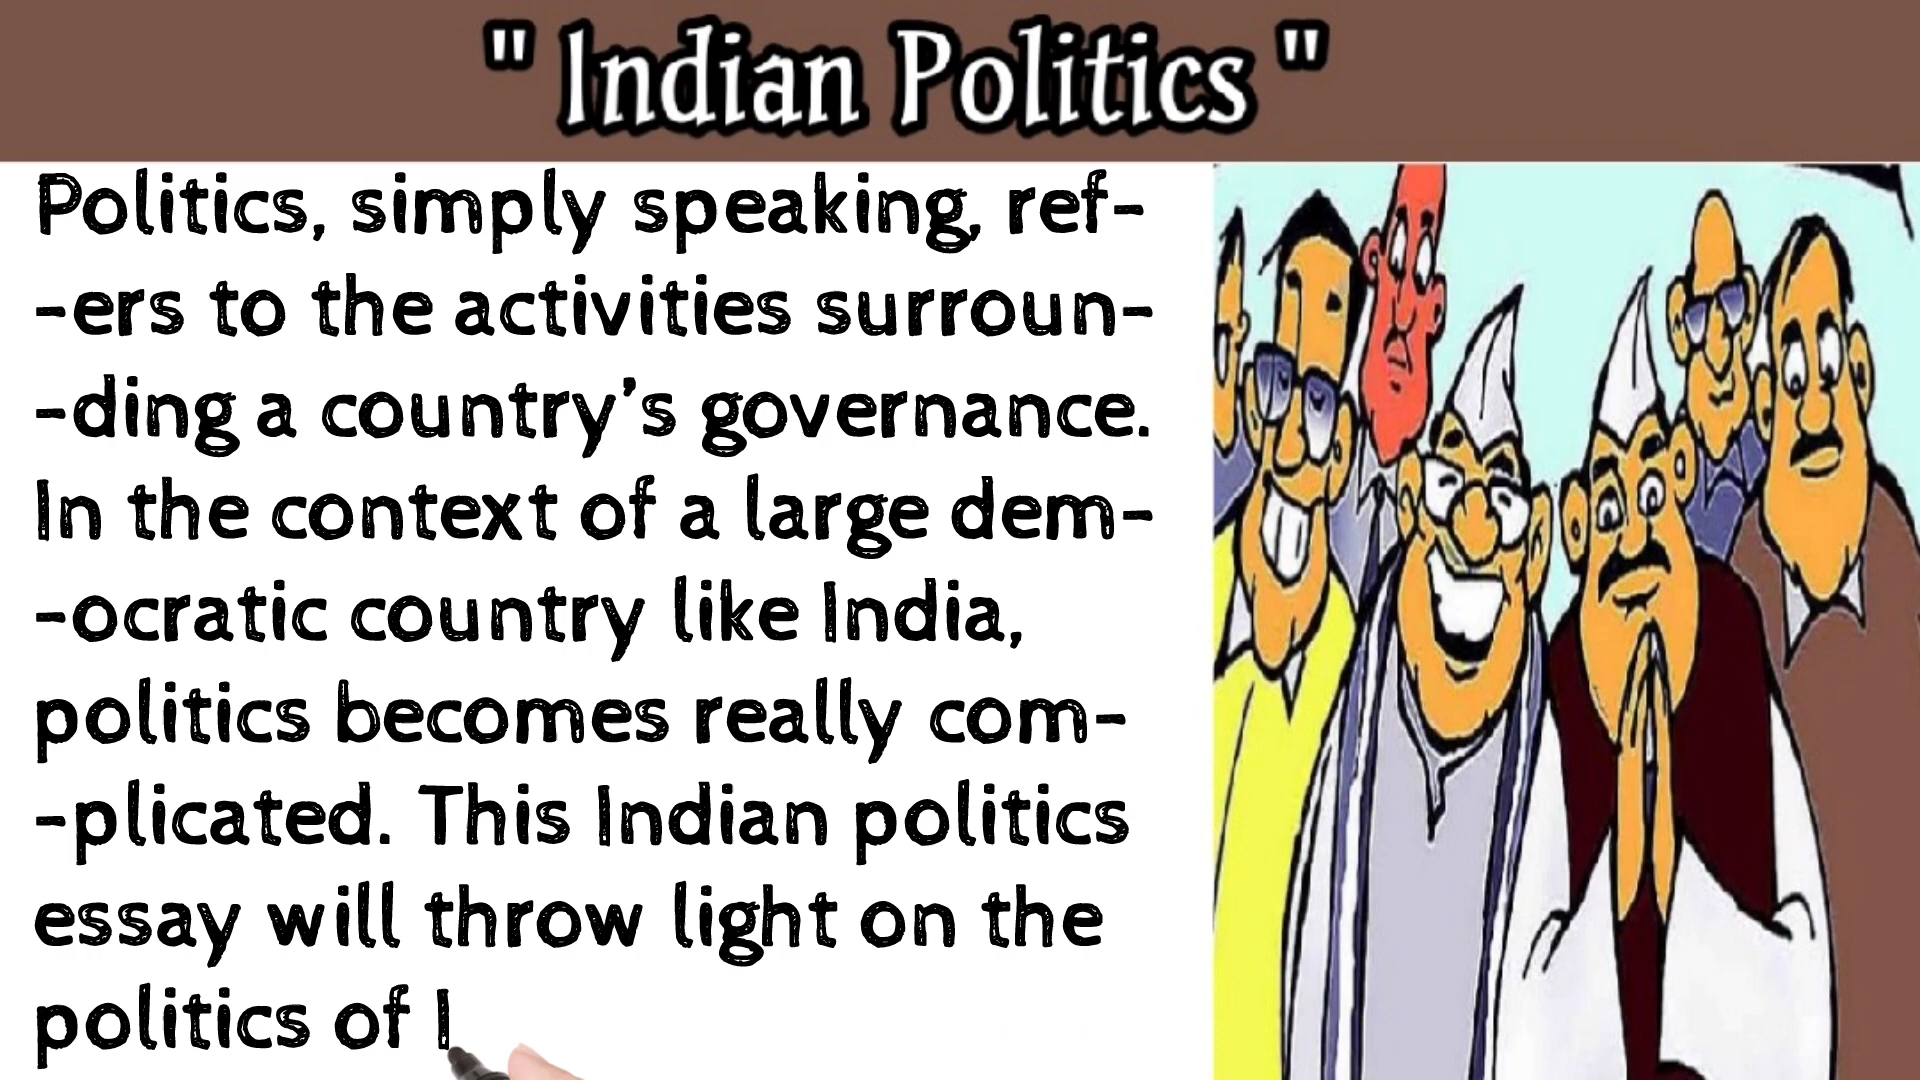 " Indian Politics "
Politics, simply speaking, ref-
-ers to the activities surroun-
-ding a country's governance.
In the context of a large dem-
-ocratic country like India,
politics becomes really com-
-plicated. This Indian politics
essay will throw light on the
politics of I